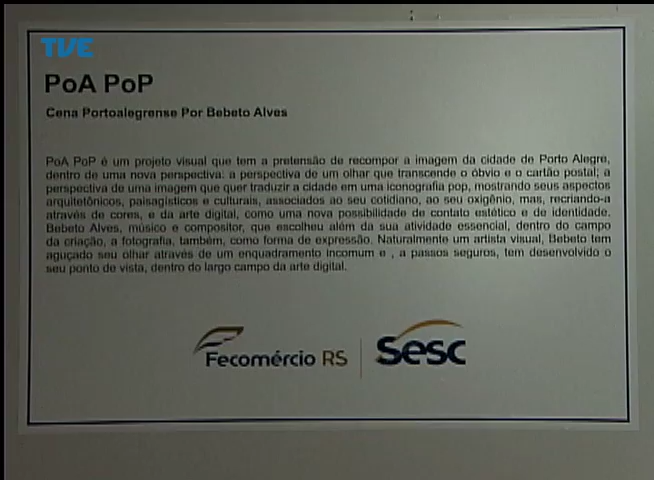 TVE
PoA PoP
Cena Portoalegrense Por Bebeto Alves
PoA PoP é um projeto visual que tem a pretensão de recompor a imagem da cidade de Porto Alegre,
dentro de uma nova perspectiva: a perspectiva de um olhar que transcende o óbvio e o cartão postal; a
perspectiva de uma imagem que quer traduzir a cidade em uma iconografia pop, mostrando seus aspectos
arquitetônicos, paisagísticos e culturais, associados ao seu cotidiano, ao seu oxigênio, mas, recriando-a
através de cores, e da arte digital, como uma nova possibilidade de contato estético e de identidade.
Bebeto Alves, músico e compositor, que escolheu além da sua atividade essencial, dentro do campo
da criação, a fotografia, também, como forma de expressão. Naturalmente um artista visual, Bebeto tem
aguçado seu olhar através de um enquadramento incomum e , a passos seguros, tem desenvolvido o
seu ponto de vista, dentro do largo campo da arte digital.
Fecomércio RS
Sesc